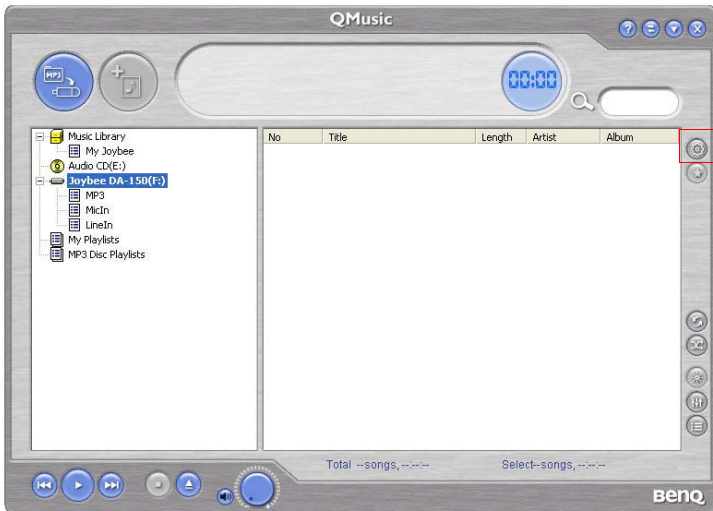 QMusic
?
MP3
00:00
Music Library
My Joybee
Audio CD(E:)
Joybee DA-150(F:)
MP3
MicIn
LineIn
My Playlists
MP3 Disc Playlists
No Title Length Artist Album
Total --songs, --:--:-- Select--songs, --:--:--
BenQ